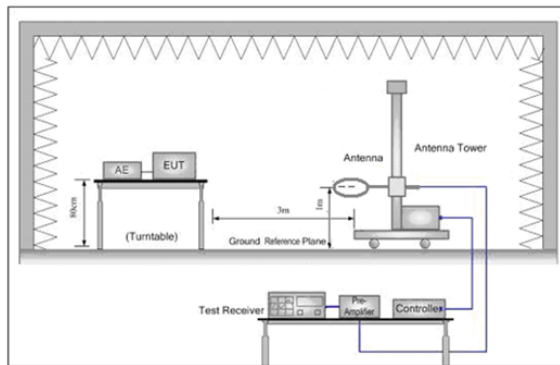 Antenna Tower
Antenna
EUT
AE
80cm
1m
3m
(Turntable)
Ground Reference Plane
Test Receiver
Pre-
Amplifier
Controller